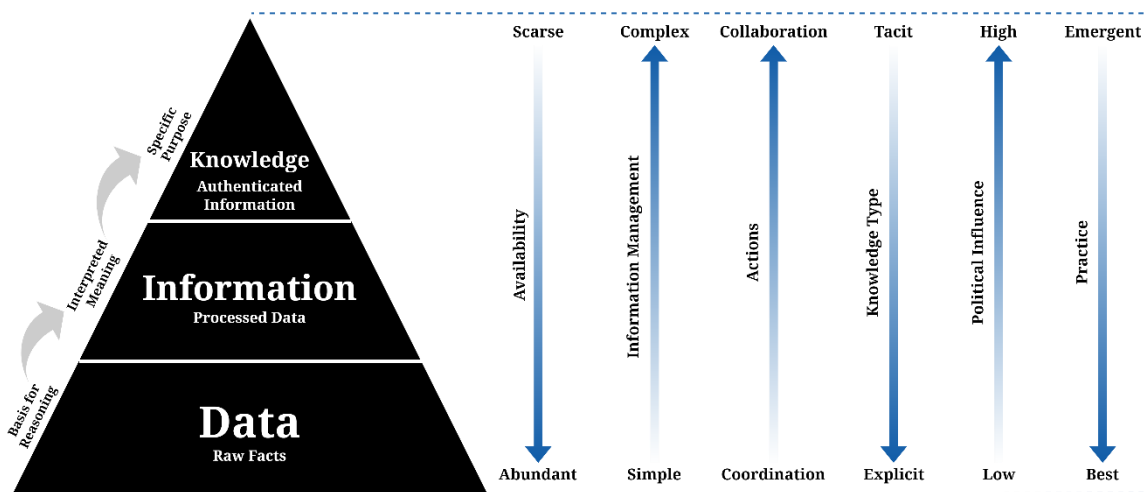 Scarse
Complex
Collaboration
Tacit
High
Emergent
Specific
Purpose
Knowledge
Authenticated
Information
Interpreted
Meaning
Information
Processed Data
Basis for
Reasoning
Data
Raw Facts
Availability
Information Management
Actions
Knowledge Type
Political Influence
Practice
Abundant
Simple
Coordination
Explicit
Low
Best